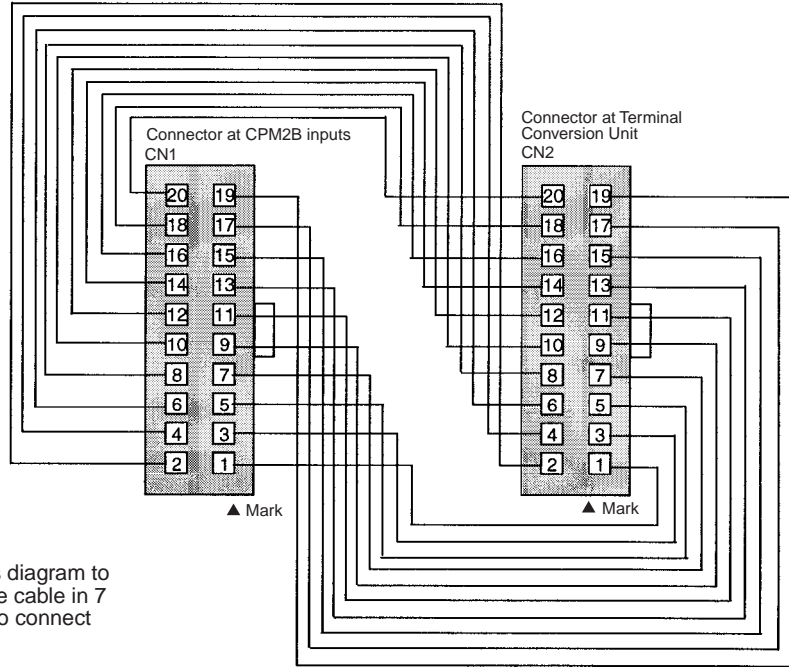 Connector at CPM2B inputs
CN1
Connector at Terminal
Conversion Unit
CN2
20 19
18 17
16 15
14 13
12 11
10 9
8 7
6 5
4 3
2 1
▲ Mark
20 19
18 17
16 15
14 13
12 11
10 9
8 7
6 5
4 3
2 1
▲ Mark
s diagram to
e cable in 7
o connect